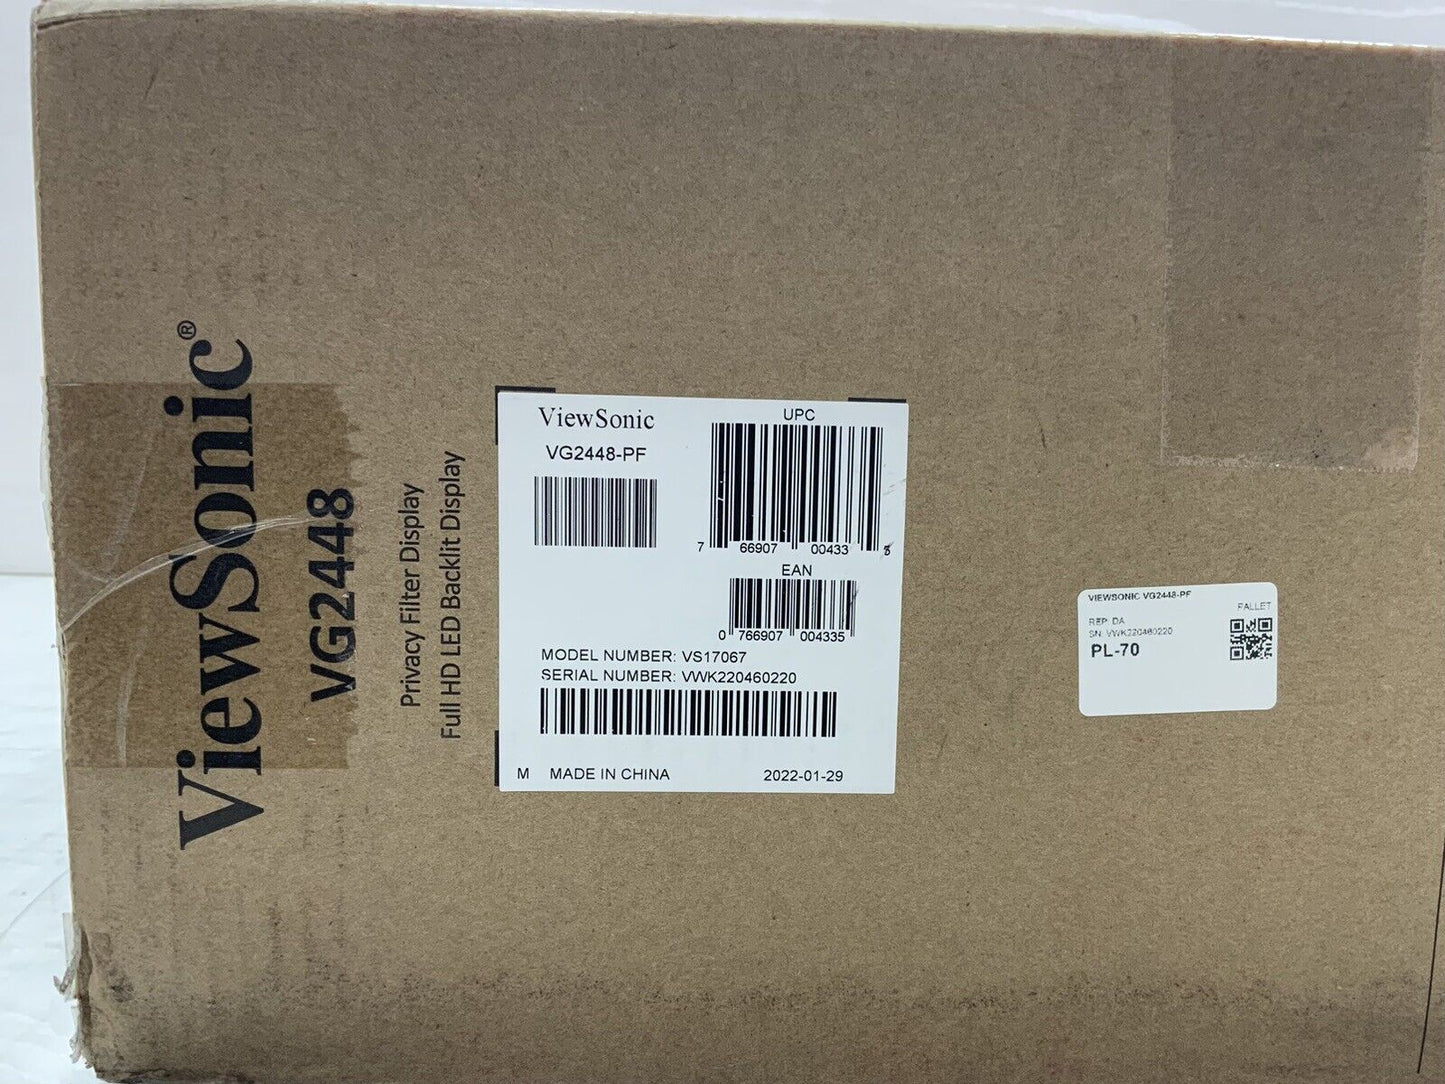 ViewSonic®
VG2448
Privacy Filter Display
Full HD LED Backlit Display
ViewSonic
VG2448-PF
UPC
7 66907 00433 5
EAN
0 766907 004335
MODEL NUMBER: VS17067
SERIAL NUMBER: VWK220460220
M MADE IN CHINA 2022-01-29
VIEWSONIC VG2448-PF
PALLET
REP: DA
SN: VWK220460220
PL-70